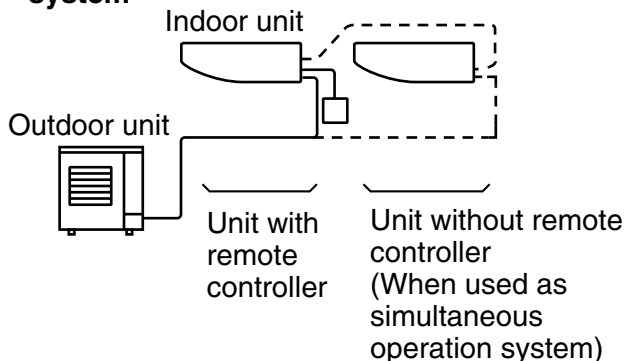 system
Indoor unit
Outdoor unit
Unit with
remote
controller
Unit without remote
controller
(When used as
simultaneous
operation system)